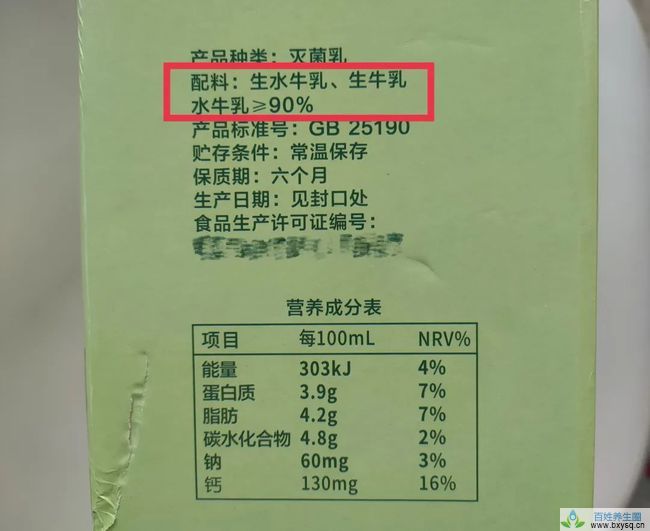 产品种类：灭菌乳
配料：生水牛乳、生牛乳
水牛乳≥90%
产品标准号：GB 25190
贮存条件：常温保存
保质期：六个月
生产日期：见封口处
食品生产许可证编号：
营养成分表
项目 每100mL NRV%
能量 303kJ 4%
蛋白质 3.9g 7%
脂肪 4.2g 7%
碳水化合物 4.8g 2%
钠 60mg 3%
钙 130mg 16%
百姓养生圈
www.bxysq.cn